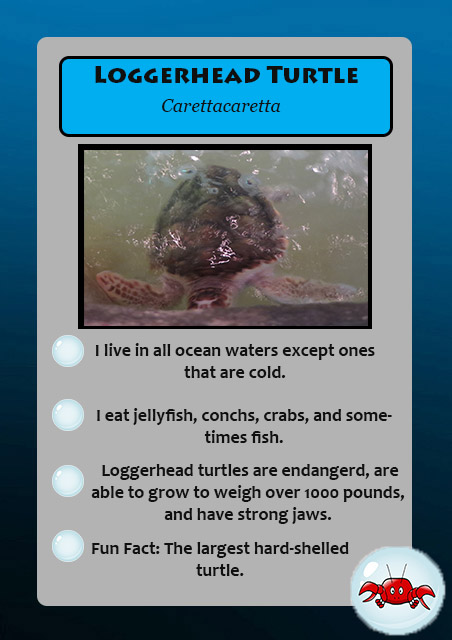 Loggerhead Turtle
Carettacaretta
I live in all ocean waters except ones
that are cold.
I eat jellyfish, conchs, crabs, and some-
times fish.
Loggerhead turtles are endangerd, are
able to grow to weigh over 1000 pounds,
and have strong jaws.
Fun Fact: The largest hard-shelled
turtle.